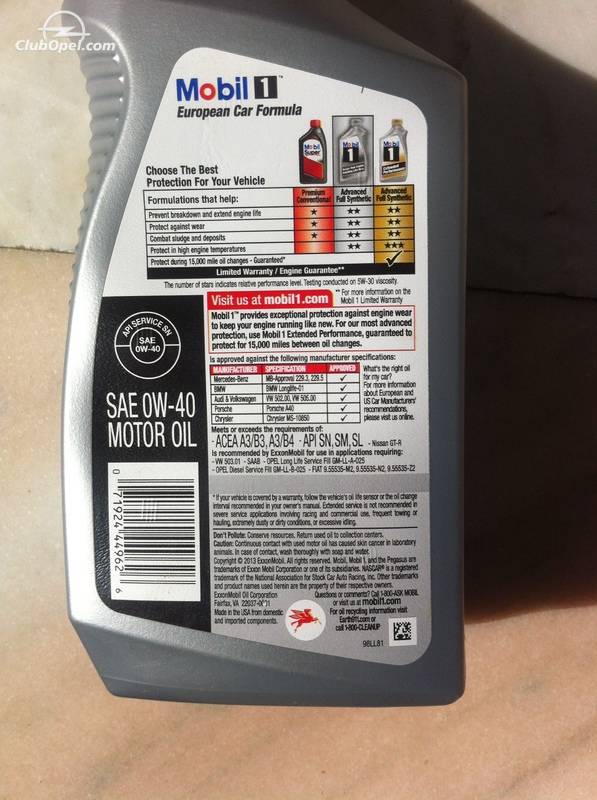 ClubOpel.com
Mobil 1™
European Car Formula
Choose The Best
Protection For Your Vehicle
Mobil Super
Mobil 1
Mobil 1
Formulations that help: Premium Conventional Advanced Full Synthetic Advanced Full Synthetic
Prevent breakdown and extend engine life ★ ★★ ★★
Protect against wear ★ ★★ ★★
Combat sludge and deposits ★ ★★ ★★
Protect in high engine temperatures ★★ ★★★
Protect during 15,000 mile oil changes - Guaranteed* ✓
Limited Warranty / Engine Guarantee**
The number of stars indicates relative performance level. Testing conducted on 5W-30 viscosity.
Visit us at mobil1.com
** For more information on the
Mobil 1 Limited Warranty
Mobil 1™ provides exceptional protection against engine wear
to keep your engine running like new. For our most advanced
protection, use Mobil 1 Extended Performance, guaranteed to
protect for 15,000 miles between oil changes.
API SERVICE SN
SAE
0W-40
SAE 0W-40
MOTOR OIL
Is approved against the following manufacturer specifications:
MANUFACTURER SPECIFICATION APPROVED
Mercedes-Benz MB-Approval 229.3, 229.5 ✓
BMW BMW Longlife-01 ✓
Audi & Volkswagen VW 502.00, VW 505.00 ✓
Porsche Porsche A40 ✓
Chrysler Chrysler MS-10850 ✓
What's the right oil
for my car?
For more information
about European and
US Car Manufacturers'
recommendations,
please visit us online.
Meets or exceeds the requirements of:
· ACEA A3/B3, A3/B4 · API SN, SM, SL - Nissan GT-R
Is recommended by ExxonMobil for use in applications requiring:
- VW 503.01 - SAAB - OPEL Long Life Service Fill GM-LL-A-025
- OPEL Diesel Service Fill GM-LL-B-025 - FIAT 9.55535-M2, 9.55535-N2, 9.55535-Z2
* If your vehicle is covered by a warranty, follow the vehicle's oil life sensor or the oil change
interval recommended in your owner's manual. Extended service is not recommended in
severe service applications involving racing and commercial use, frequent towing or
hauling, extremely dusty or dirty conditions, or excessive idling.
Don't Pollute: Conserve resources. Return used oil to collection centers.
Caution: Continuous contact with used motor oil has caused skin cancer in laboratory
animals. In case of contact, wash thoroughly with soap and water.
Copyright © 2013 ExxonMobil. All rights reserved. Mobil, Mobil 1, and the Pegasus are
trademarks of Exxon Mobil Corporation or one of its subsidiaries. NASCAR® is a registered
trademark of the National Association for Stock Car Auto Racing, Inc. Other trademarks
and product names used herein are the property of their respective owners.
ExxonMobil Oil Corporation
Fairfax, VA 22037-0001
Made in the USA from domestic
and imported components.
Questions or comments? Call 1-800-ASK MOBIL
or visit us at mobil1.com
For oil recycling information visit
Earth911.com or
call 1-800-CLEANUP
98LL81
0 71924 44962 6